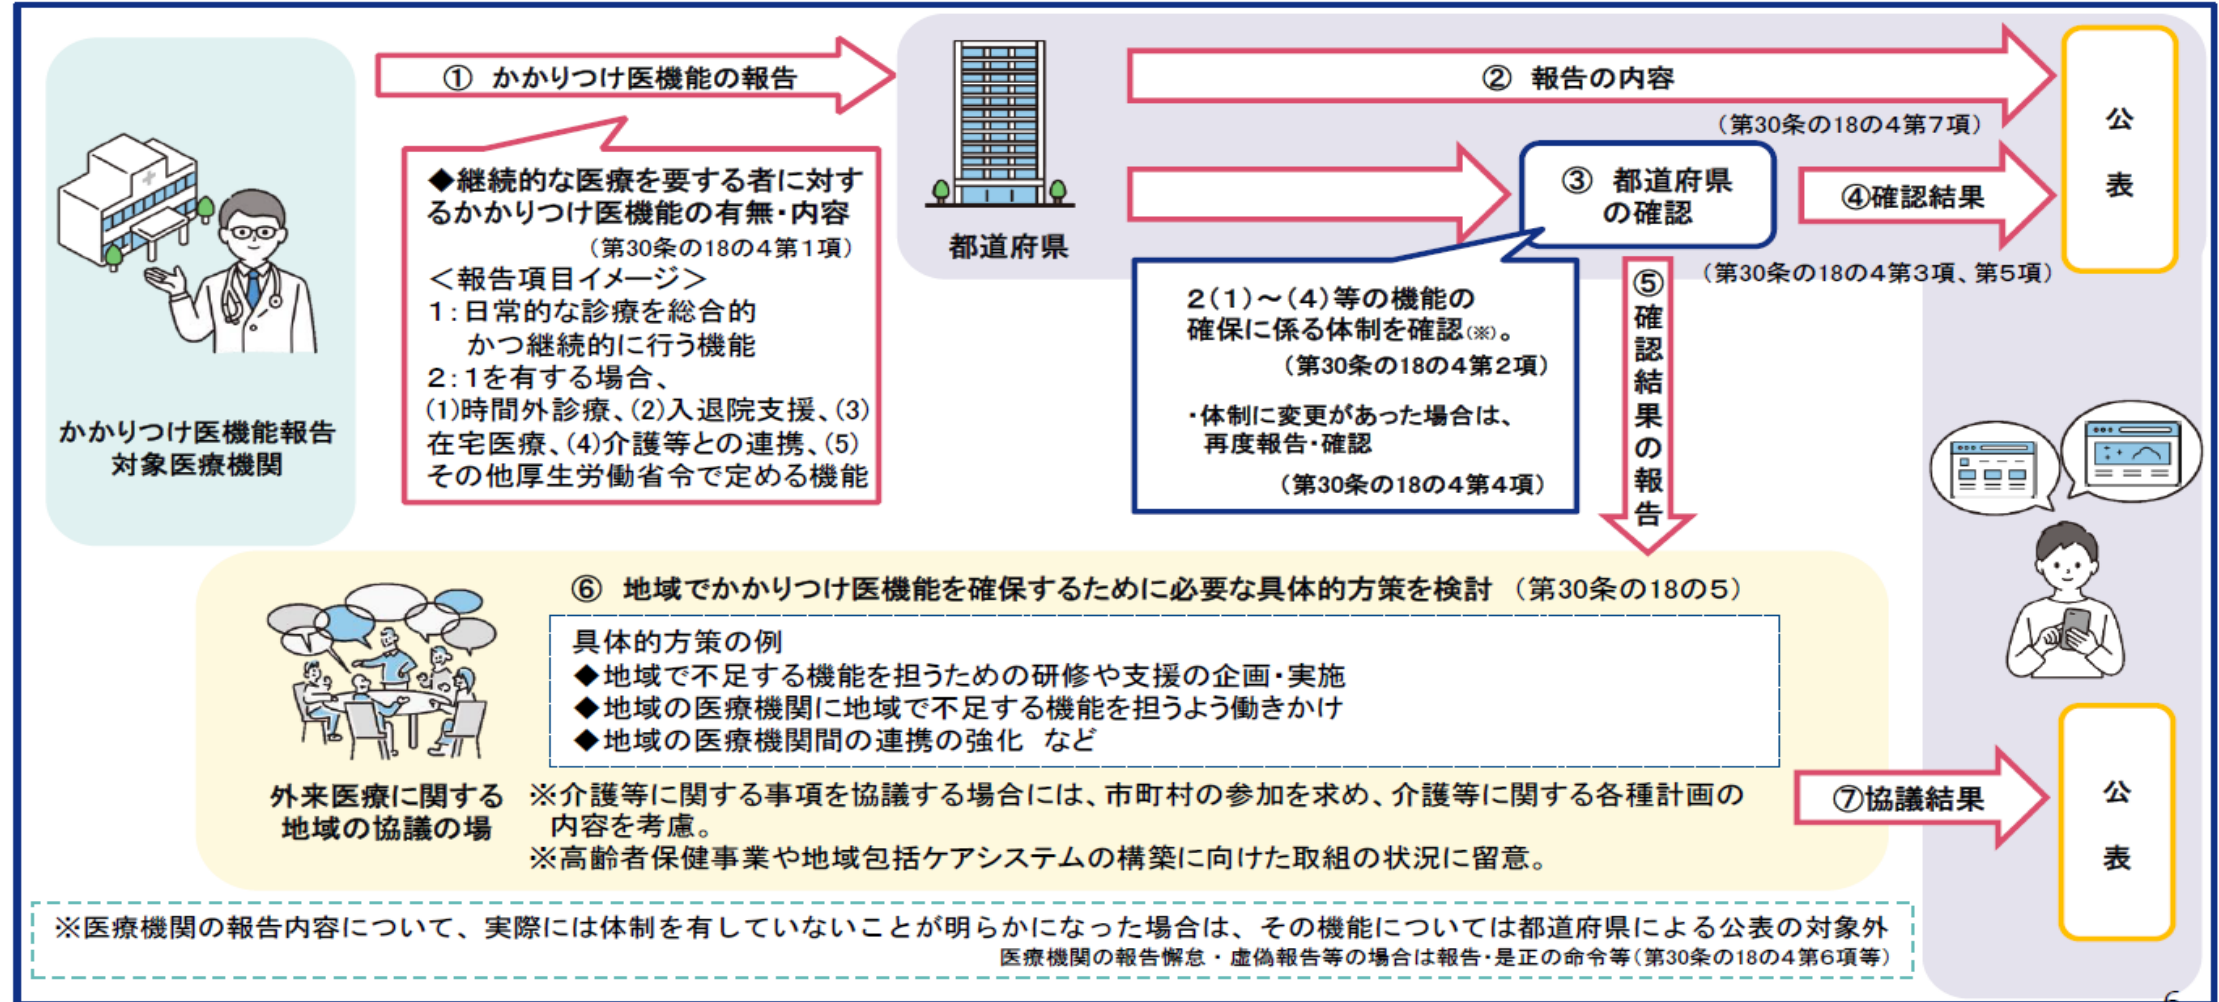 ① かかりつけ医機能の報告
② 報告の内容
(第30条の18の4第7項)
公
表
◆継続的な医療を要する者に対す
るかかりつけ医機能の有無・内容
(第30条の18の4第1項)
<報告項目イメージ>
1:日常的な診療を総合的
かつ継続的に行う機能
2:1を有する場合、
(1)時間外診療、(2)入退院支援、(3)
在宅医療、(4)介護等との連携、(5)
その他厚生労働省令で定める機能
かかりつけ医機能報告
対象医療機関
都道府県
③ 都道府県
の確認
④確認結果
(第30条の18の4第3項、第5項)
2(1)~(4)等の機能の
確保に係る体制を確認(※)。
(第30条の18の4第2項)
・体制に変更があった場合は、
再度報告・確認
(第30条の18の4第4項)
⑤確認結果の報告
⑥ 地域でかかりつけ医機能を確保するために必要な具体的方策を検討 (第30条の18の5)
具体的方策の例
◆地域で不足する機能を担うための研修や支援の企画・実施
◆地域の医療機関に地域で不足する機能を担うよう働きかけ
◆地域の医療機関間の連携の強化 など
外来医療に関する
地域の協議の場
※介護等に関する事項を協議する場合には、市町村の参加を求め、介護等に関する各種計画の
内容を考慮。
※高齢者保健事業や地域包括ケアシステムの構築に向けた取組の状況に留意。
⑦協議結果
公
表
※医療機関の報告内容について、実際には体制を有していないことが明らかになった場合は、その機能については都道府県による公表の対象外
医療機関の報告懈怠・虚偽報告等の場合は報告・是正の命令等(第30条の18の4第6項等)